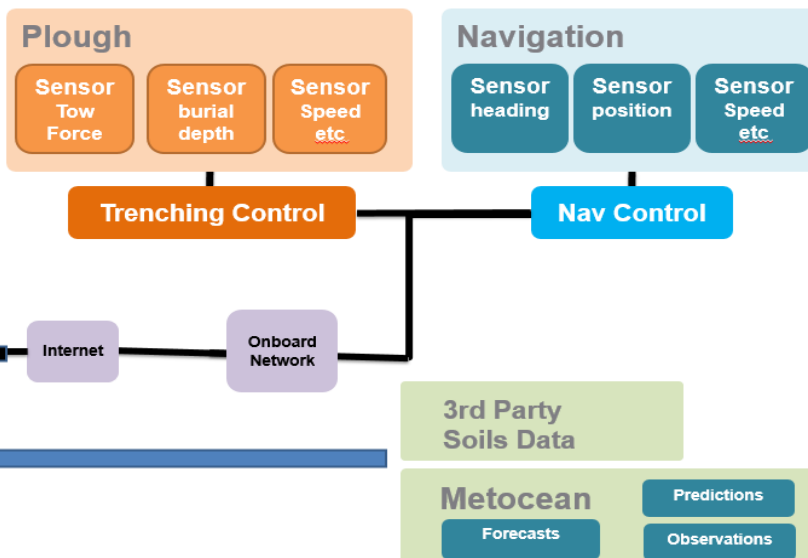 Plough
Sensor
Tow
Force
Sensor
burial
depth
Sensor
Speed
etc
Navigation
Sensor
heading
Sensor
position
Sensor
Speed
etc
Trenching Control
Nav Control
Internet
Onboard
Network
3rd Party
Soils Data
Metocean
Predictions
Forecasts
Observations